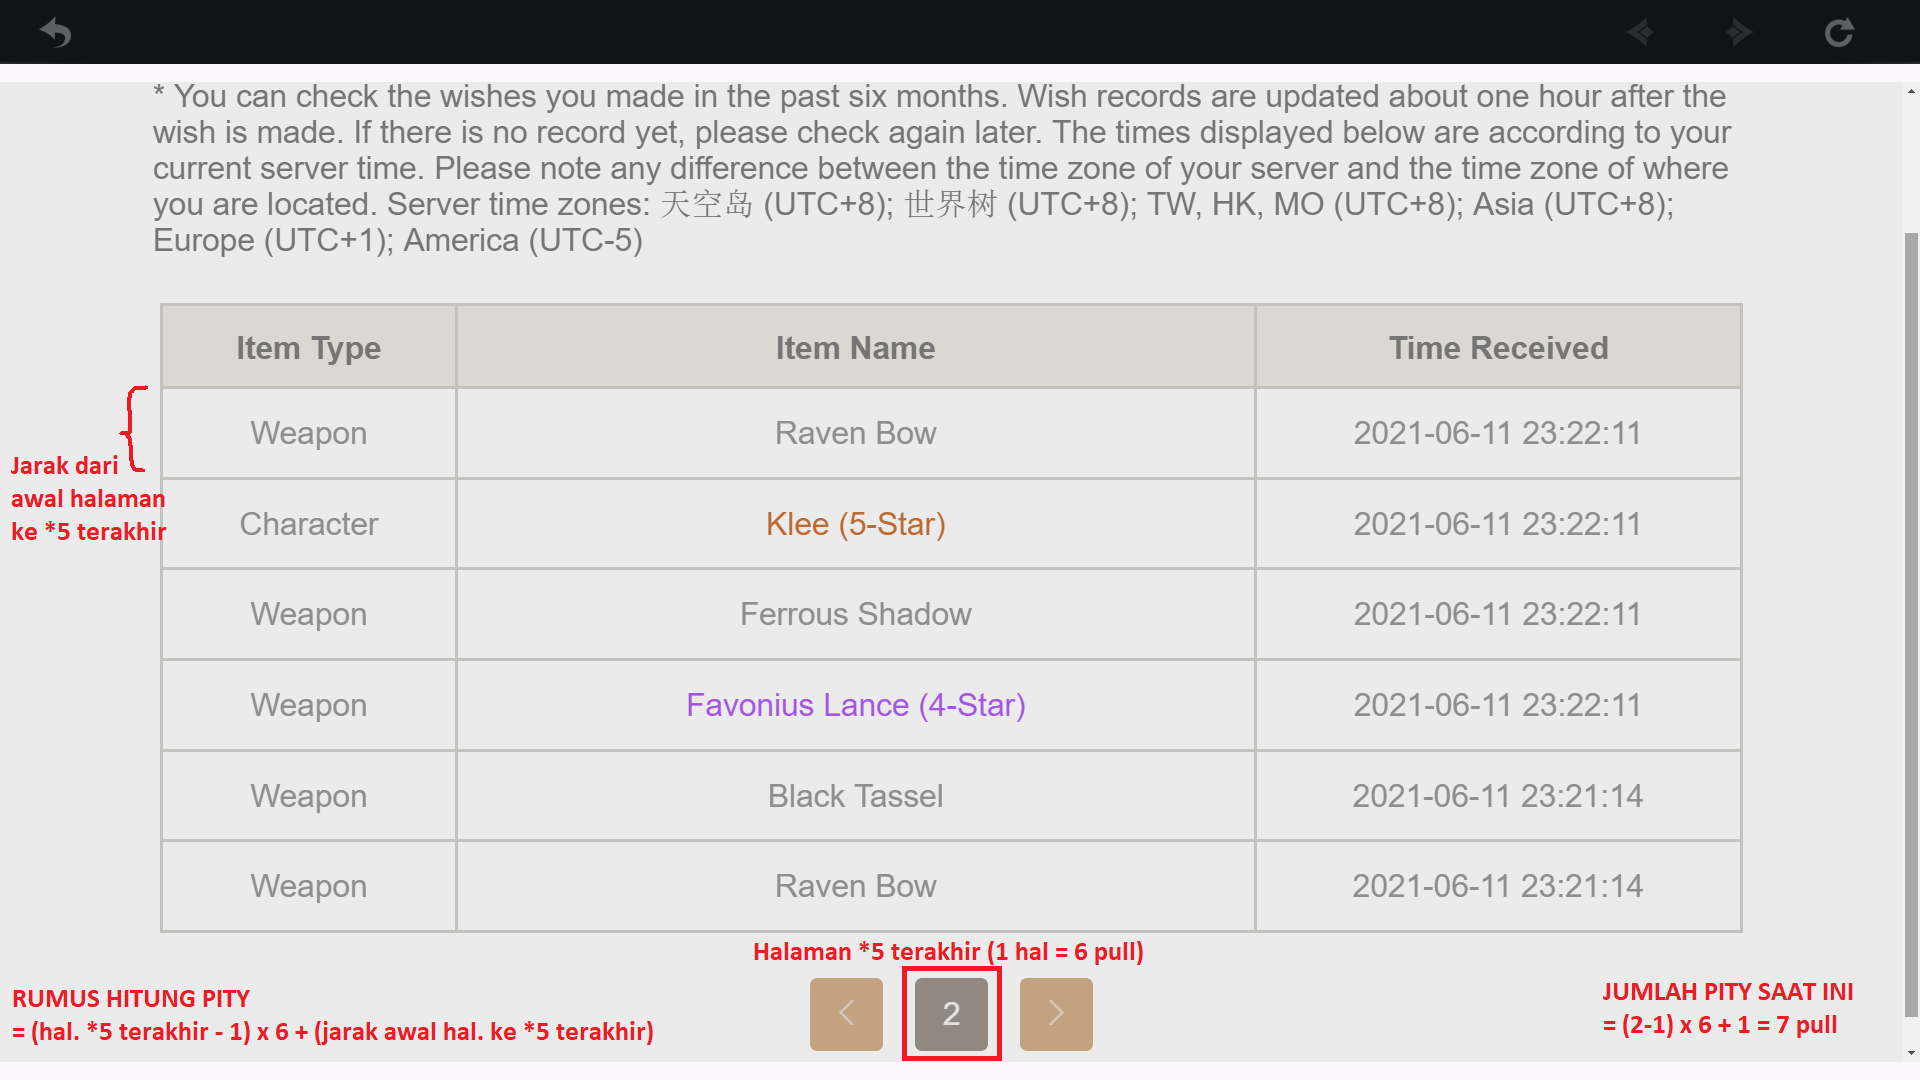 * You can check the wishes you made in the past six months. Wish records are updated about one hour after the
wish is made. If there is no record yet, please check again later. The times displayed below are according to your
current server time. Please note any difference between the time zone of your server and the time zone of where
you are located. Server time zones: 天空岛 (UTC+8); 世界树 (UTC+8); TW, HK, MO (UTC+8); Asia (UTC+8);
Europe (UTC+1); America (UTC-5)
Item Type Item Name Time Received
Weapon Raven Bow 2021-06-11 23:22:11
Jarak dari
awal halaman
ke *5 terakhir
Character Klee (5-Star) 2021-06-11 23:22:11
Weapon Ferrous Shadow 2021-06-11 23:22:11
Weapon Favonius Lance (4-Star) 2021-06-11 23:22:11
Weapon Black Tassel 2021-06-11 23:21:14
Weapon Raven Bow 2021-06-11 23:21:14
Halaman *5 terakhir (1 hal = 6 pull)
2
RUMUS HITUNG PITY
= (hal. *5 terakhir - 1) x 6 + (jarak awal hal. ke *5 terakhir)
JUMLAH PITY SAAT INI
= (2-1) x 6 + 1 = 7 pull